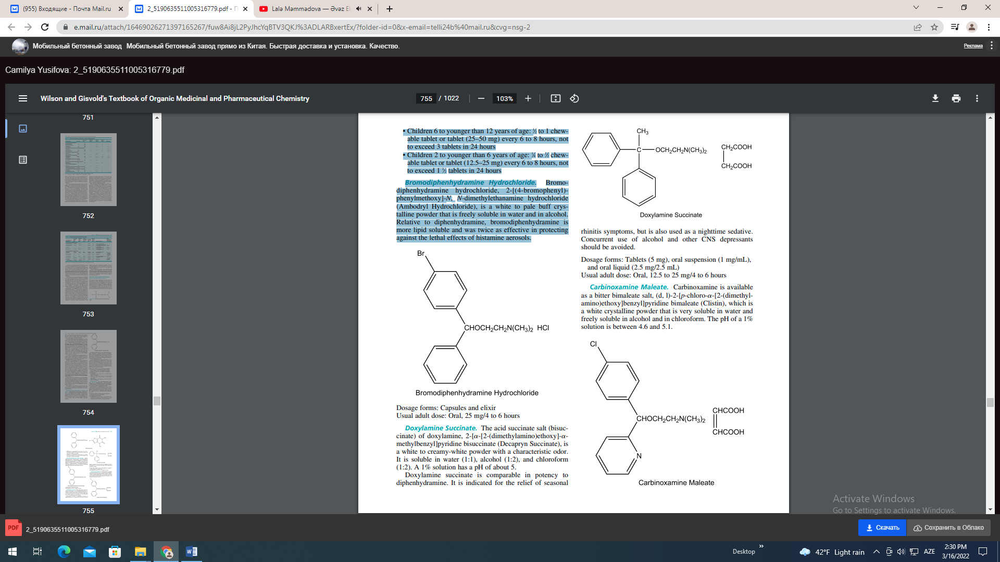 (955) Входящие - Почта Mail.ru
2_5190635511005316779.pdf - П
Lalə Məmmədova — Əvəz El
e.mail.ru/attach/16469026271397165267/fuw8Ai8jL2PyJhcYqBTV3QKJ%3ADLARBxertEx/?folder-id=0&x-email=telli24b%40mail.ru&cvg=nsg-2
Мобильный бетонный завод Мобильный бетонный завод прямо из Китая. Быстрая доставка и установка. Качество.
Реклама
Camilya Yusifova: 2_5190635511005316779.pdf
Wilson and Gisvold's Textbook of Organic Medicinal and Pharmaceutical Chemistry
755 / 1022
103%
751
752
753
754
755
• Children 6 to younger than 12 years of age: ½ to 1 chew-
able tablet or tablet (25–50 mg) every 6 to 8 hours, not
to exceed 3 tablets in 24 hours
• Children 2 to younger than 6 years of age: ¼ to ½ chew-
able tablet or tablet (12.5–25 mg) every 6 to 8 hours, not
to exceed 1 ½ tablets in 24 hours
Bromodiphenhydramine Hydrochloride. Bromo-
diphenhydramine hydrochloride, 2-[(4-bromophenyl)-
phenylmethoxy]-N, N-dimethylethanamine hydrochloride
(Ambodryl Hydrochloride), is a white to pale buff crys-
talline powder that is freely soluble in water and in alcohol.
Relative to diphenhydramine, bromodiphenhydramine is
more lipid soluble and was twice as effective in protecting
against the lethal effects of histamine aerosols.
Br
CHOCH₂CH₂N(CH₃)₂ HCl
Bromodiphenhydramine Hydrochloride
Dosage forms: Capsules and elixir
Usual adult dose: Oral, 25 mg/4 to 6 hours
Doxylamine Succinate. The acid succinate salt (bisuc-
cinate) of doxylamine, 2-[α-[2-(dimethylamino)ethoxy]-α-
methylbenzyl]pyridine bisuccinate (Decapryn Succinate), is
a white to creamy-white powder with a characteristic odor.
It is soluble in water (1:1), alcohol (1:2), and chloroform
(1:2). A 1% solution has a pH of about 5.
Doxylamine succinate is comparable in potency to
diphenhydramine. It is indicated for the relief of seasonal
CH₃
C
OCH₂CH₂N(CH₃)₂
CH₂COOH
CH₂COOH
Doxylamine Succinate
rhinitis symptoms, but is also used as a nighttime sedative.
Concurrent use of alcohol and other CNS depressants
should be avoided.
Dosage forms: Tablets (5 mg), oral suspension (1 mg/mL),
and oral liquid (2.5 mg/2.5 mL)
Usual adult dose: Oral, 12.5 to 25 mg/4 to 6 hours
Carbinoxamine Maleate. Carbinoxamine is available
as a bitter bimaleate salt, (d, l)-2-[p-chloro-α-[2-(dimethyl-
amino)ethoxy]benzyl]pyridine bimaleate (Clistin), which is
a white crystalline powder that is very soluble in water and
freely soluble in alcohol and in chloroform. The pH of a 1%
solution is between 4.6 and 5.1.
Cl
CHOCH₂CH₂N(CH₃)₂
CHCOOH
CHCOOH
N
Carbinoxamine Maleate
Activate Windows
Go to Settings to activate Windows.
PDF
2_5190635511005316779.pdf
Скачать
Сохранить в Облако
Desktop
42°F Light rain
AZE
2:30 PM
3/16/2022